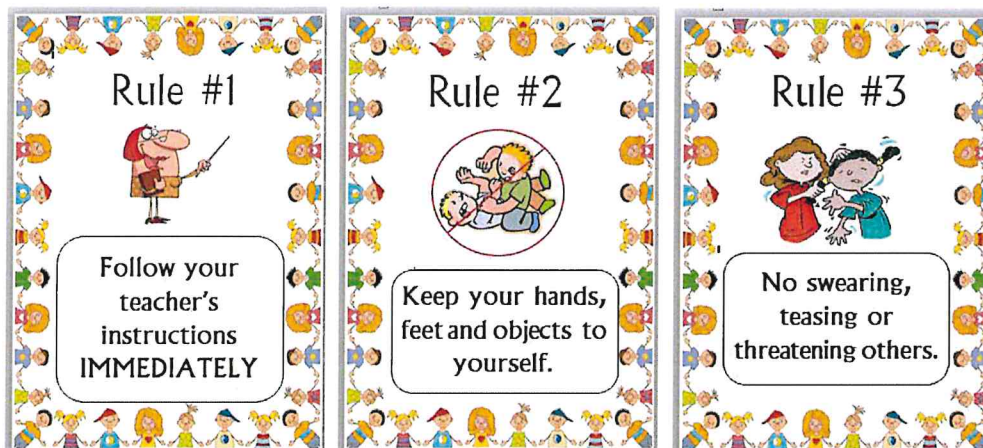 Rule #1
Follow your
teacher's
instructions
IMMEDIATELY
Rule #2
Keep your hands,
feet and objects to
yourself.
Rule #3
No swearing,
teasing or
threatening others.